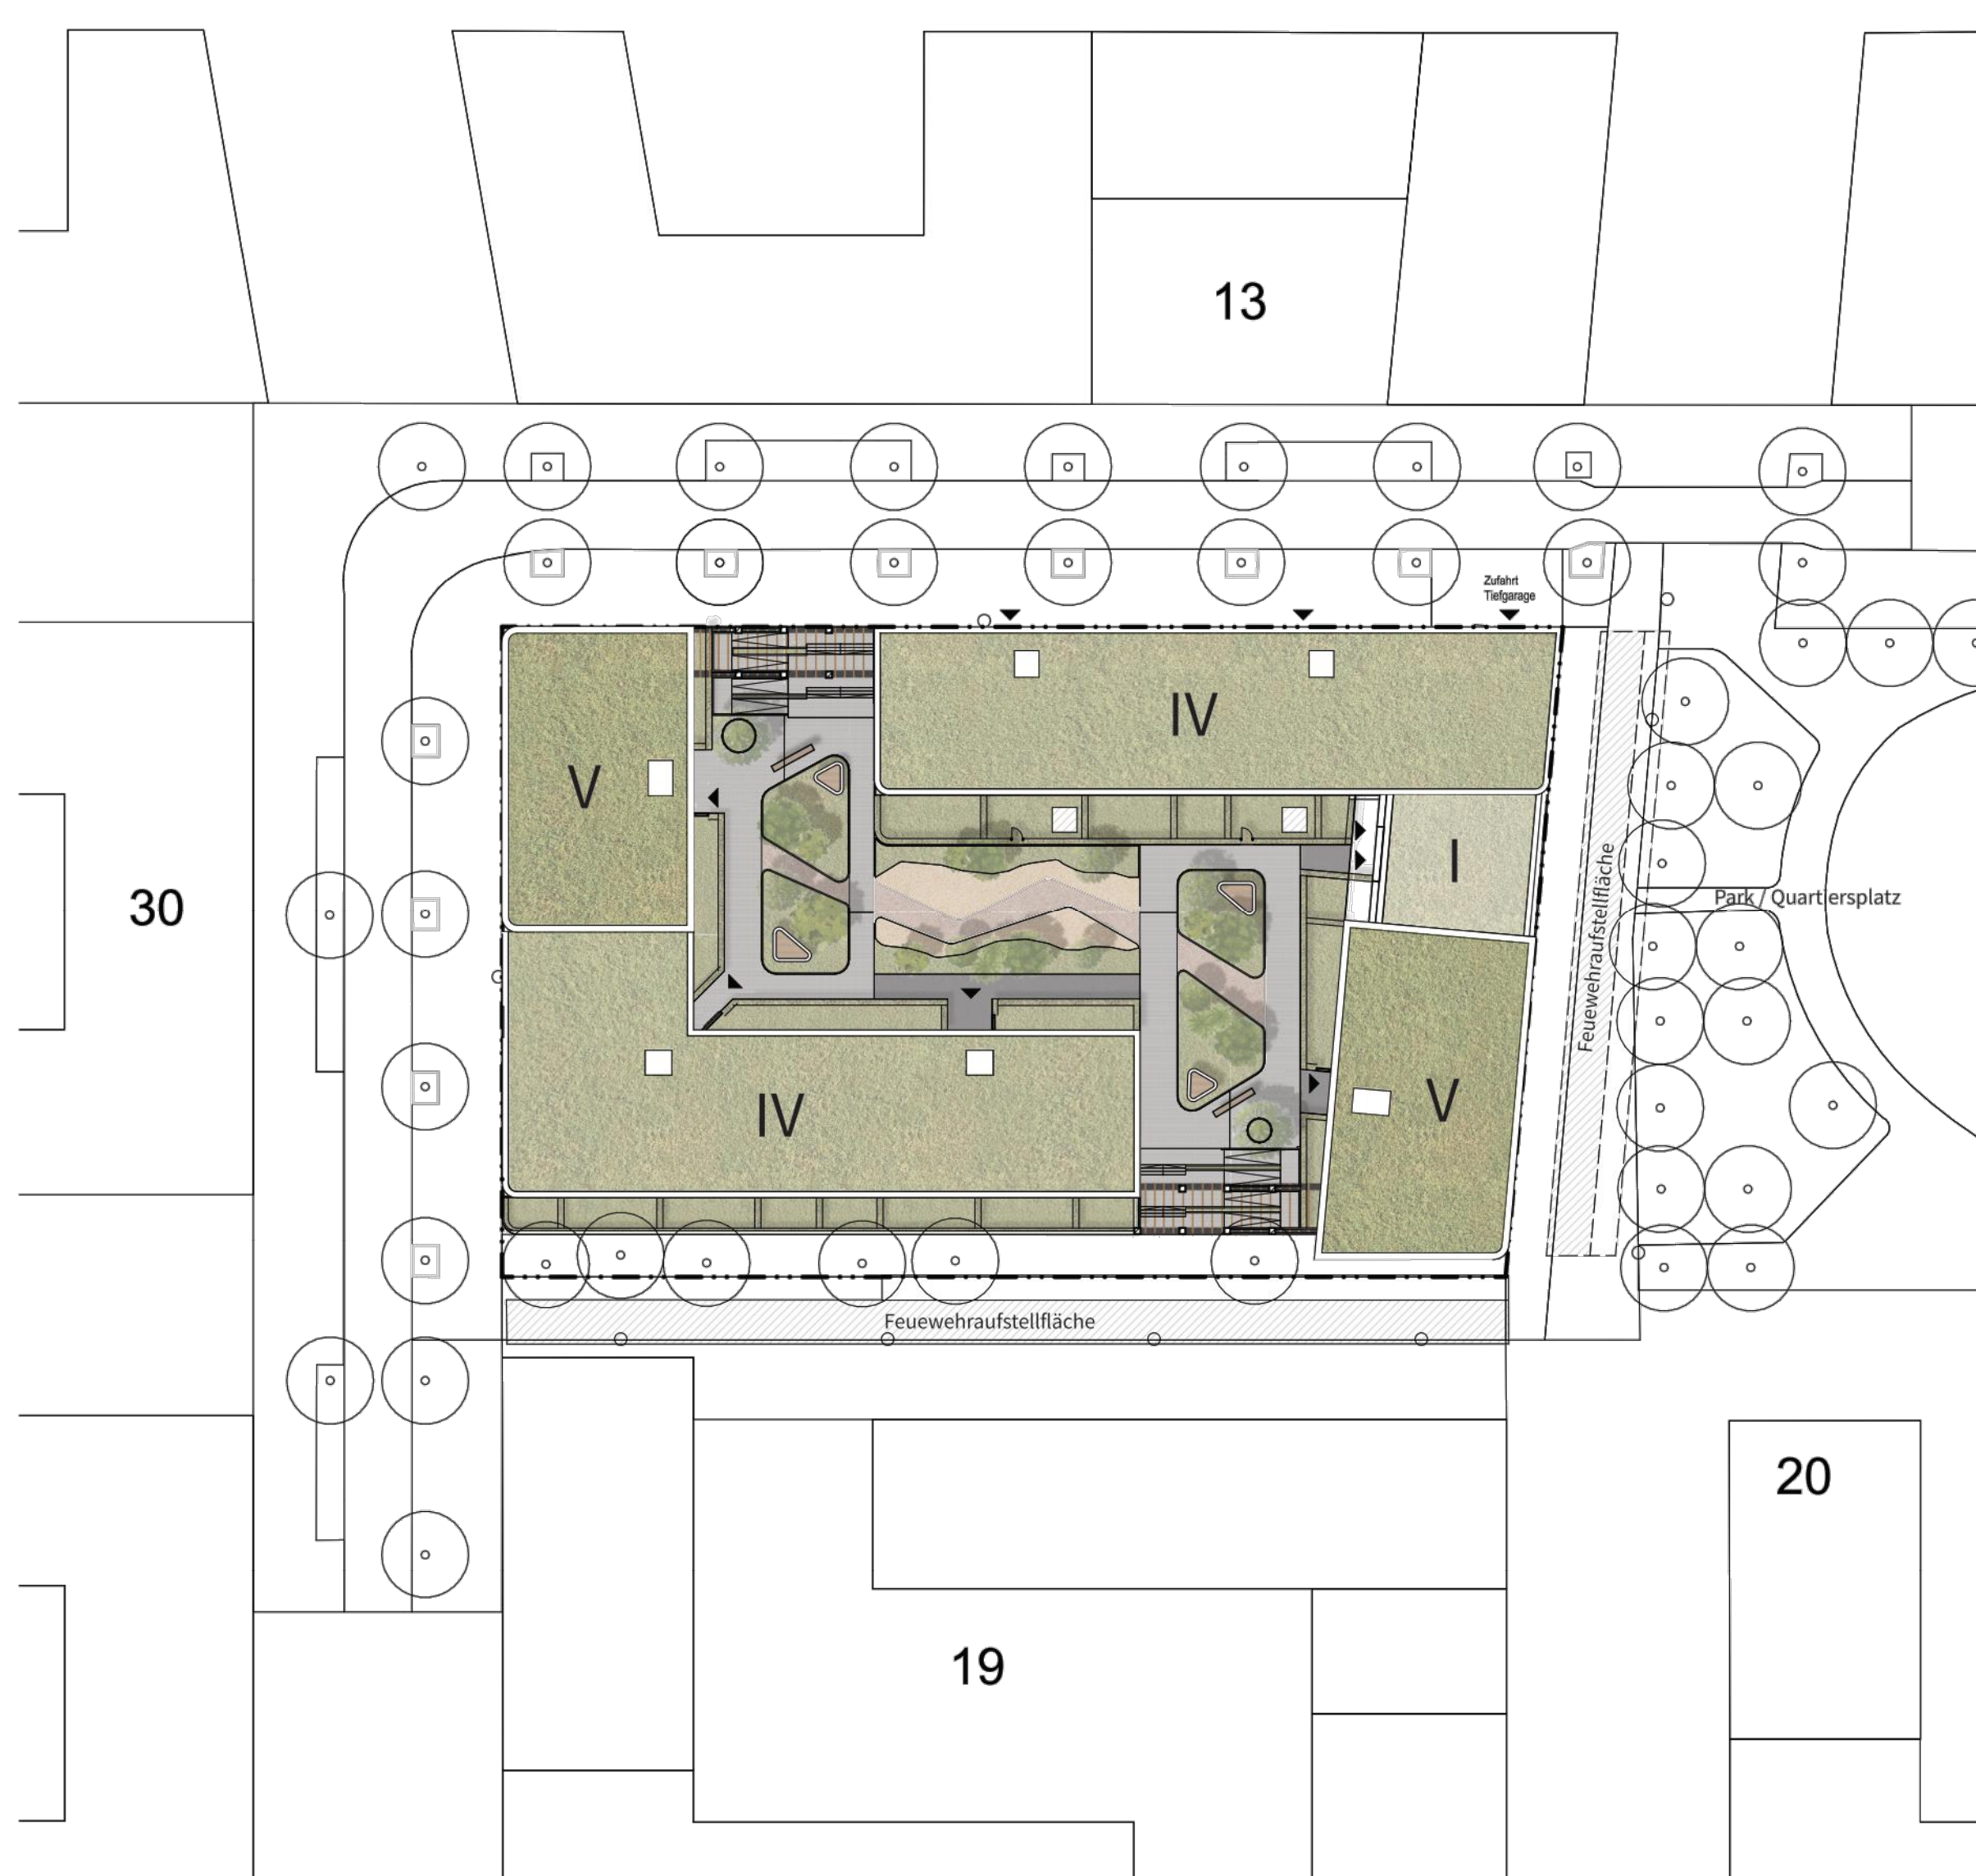 13
Zufahrt
Tiefgarage
IV
V
I
30
Park / Quartiersplatz
Feuewehraufstellfläche
V
IV
Feuewehraufstellfläche
20
19